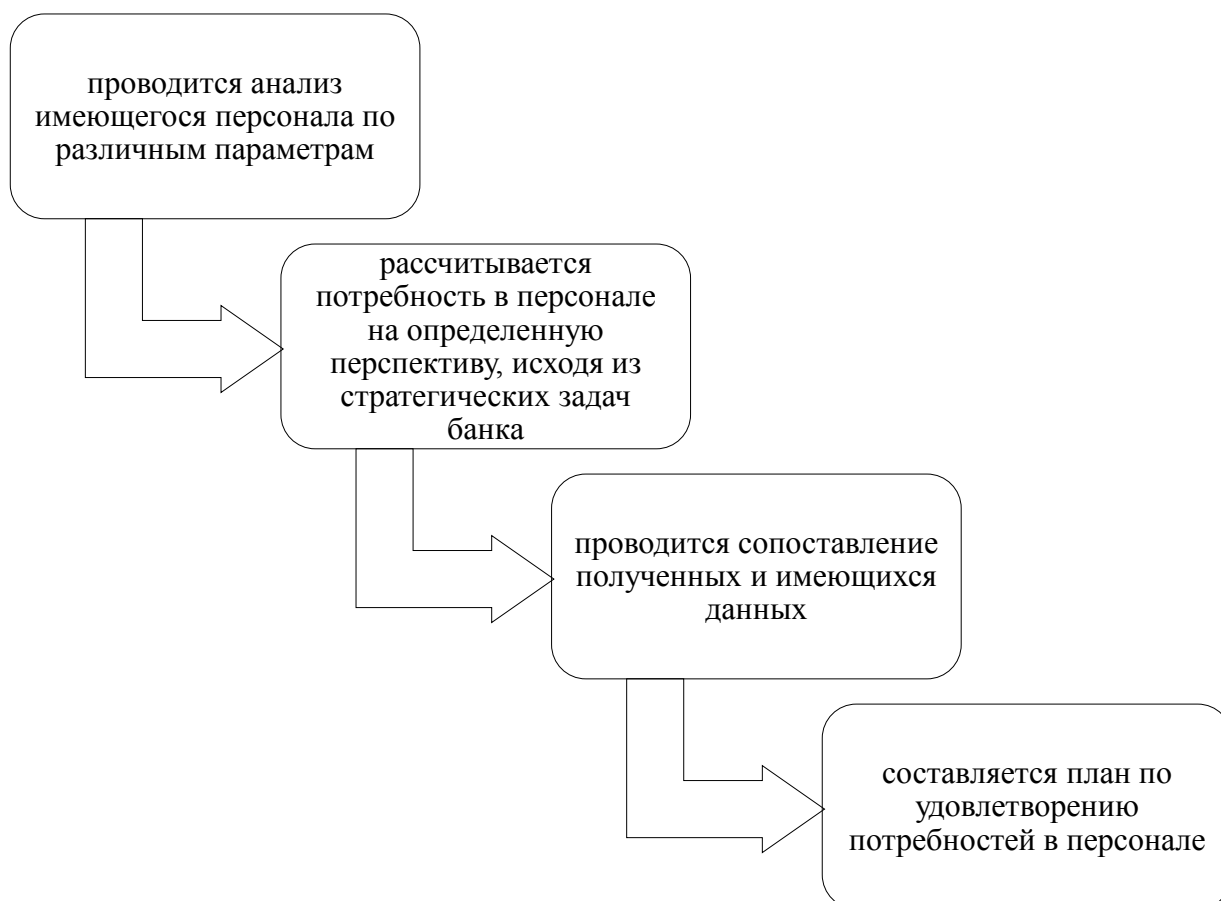 проводится анализ
имеющегося персонала по
различным параметрам
рассчитывается
потребность в персонале
на определенную
перспективу, исходя из
стратегических задач
банка
проводится сопоставление
полученных и имеющихся
данных
составляется план по
удовлетворению
потребностей в персонале